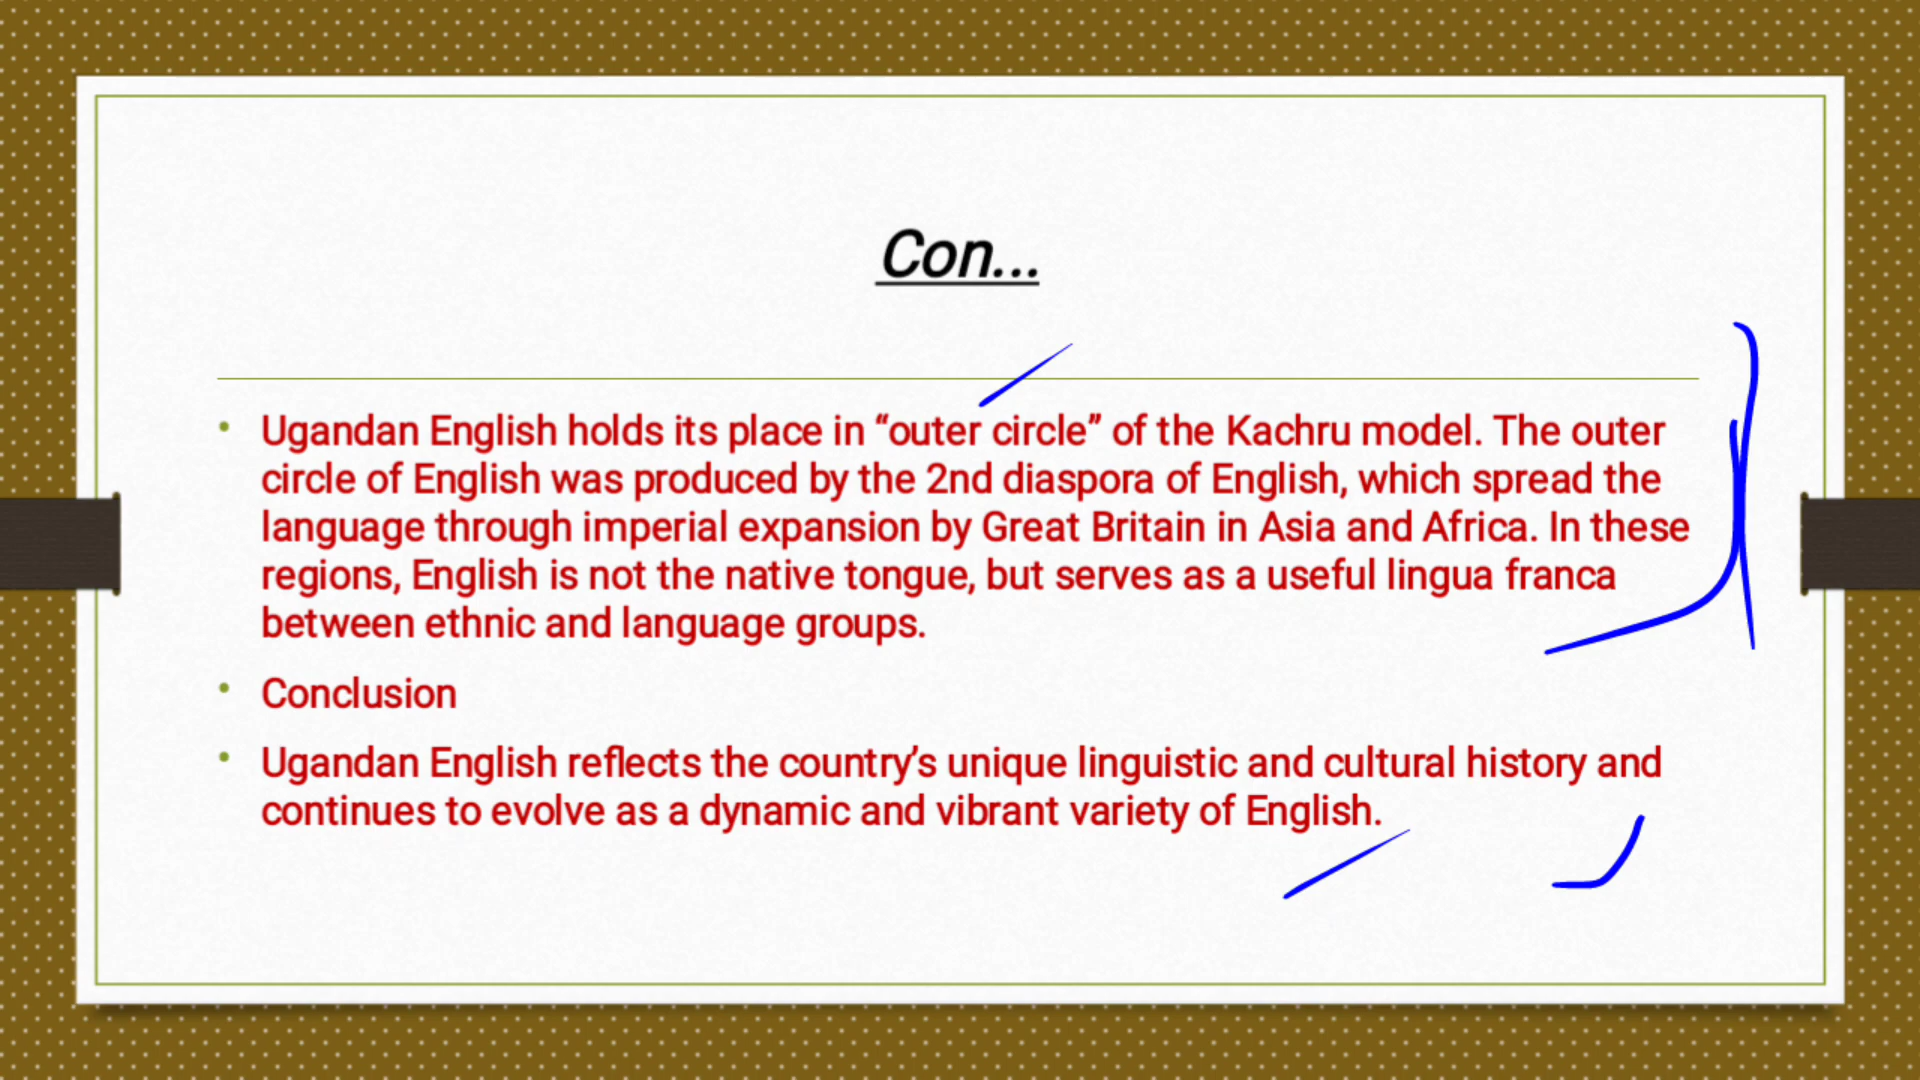 Con...
• Ugandan English holds its place in “outer circle” of the Kachru model. The outer
circle of English was produced by the 2nd diaspora of English, which spread the
language through imperial expansion by Great Britain in Asia and Africa. In these
regions, English is not the native tongue, but serves as a useful lingua franca
between ethnic and language groups.
• Conclusion
• Ugandan English reflects the country’s unique linguistic and cultural history and
continues to evolve as a dynamic and vibrant variety of English.